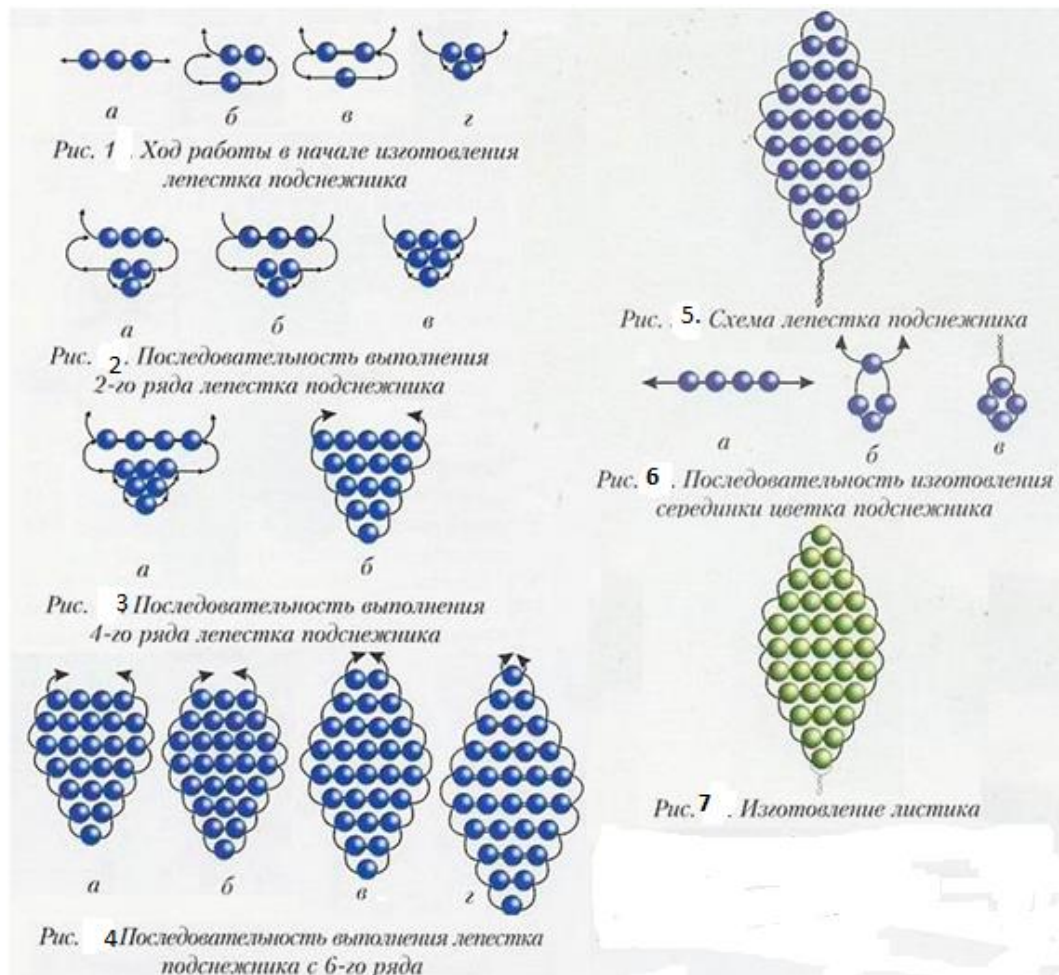 а б в г
Рис. 1 . Ход работы в начале изготовления
лепестка подснежника
а б в
Рис. 2 . Последовательность выполнения
2-го ряда лепестка подснежника
а б
Рис. 3 Последовательность выполнения
4-го ряда лепестка подснежника
а б в г
Рис. 4 Последовательность выполнения лепестка
подснежника с 6-го ряда
Рис. 5. Схема лепестка подснежника
а б в
Рис. 6 . Последовательность изготовления
серединки цветка подснежника
Рис. 7 . Изготовление листика